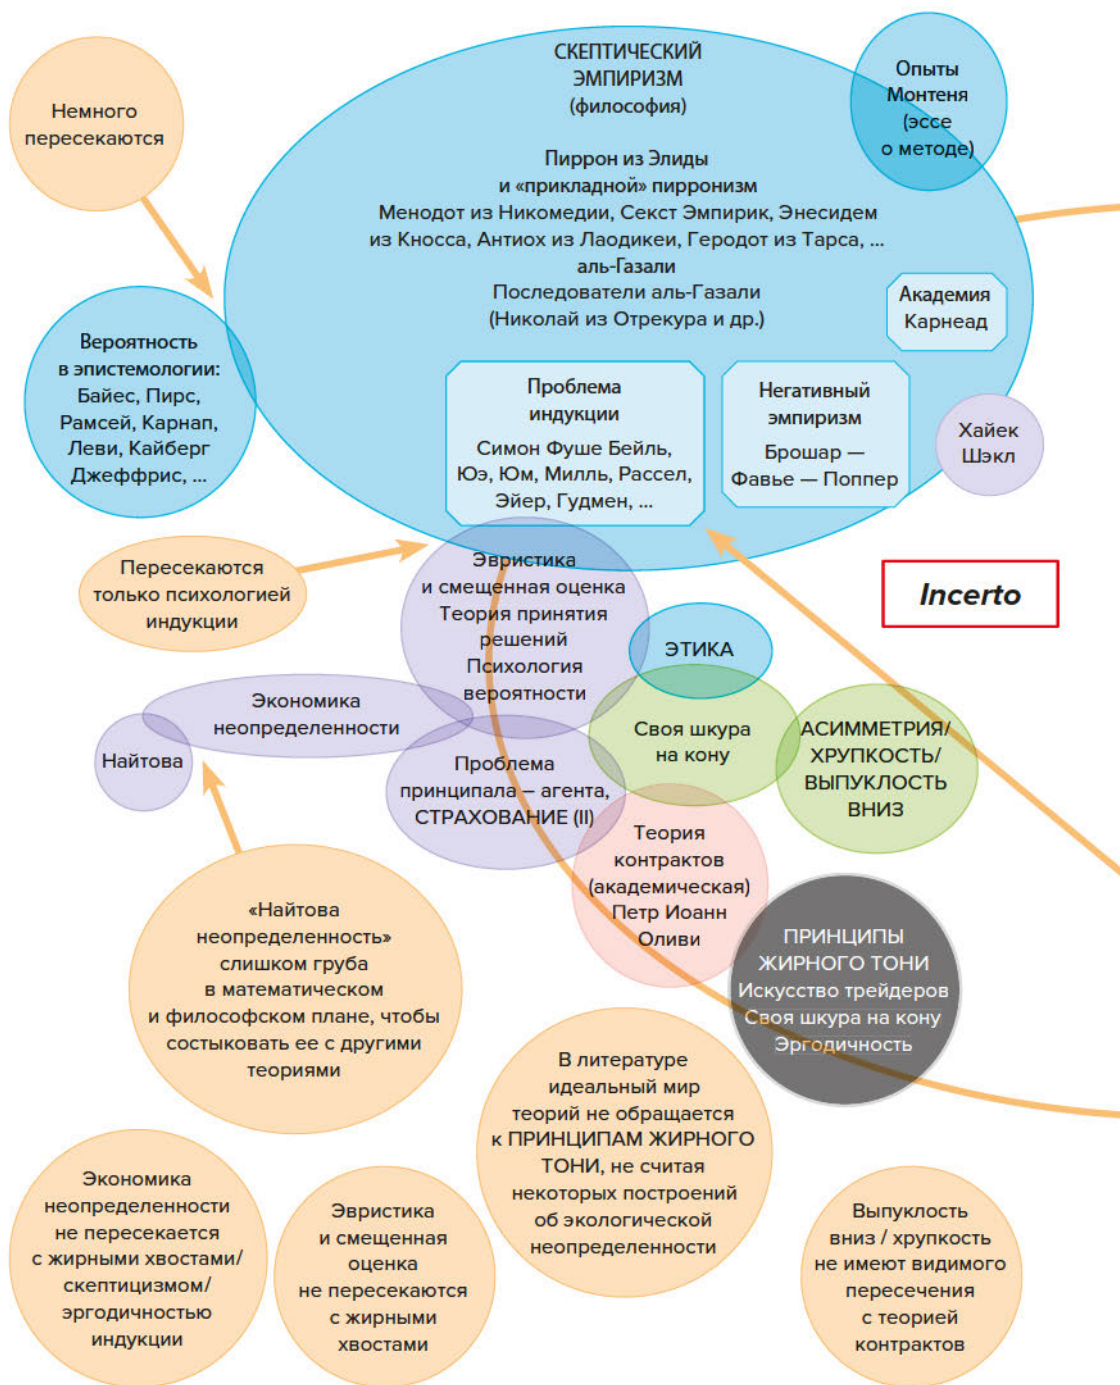 СКЕПТИЧЕСКИЙ
ЭМПИРИЗМ
(философия)
Опыты
Монтеня
(эссе
о методе)
Немного
пересекаются
Пиррон из Элиды
и «прикладной» пирронизм
Менодот из Никомедии, Секст Эмпирик, Энесидем
из Кносса, Антиох из Лаодикеи, Геродот из Тарса, ...
аль-Газали
Последователи аль-Газали
(Николай из Отрекура и др.)
Академия
Карнеад
Вероятность
в эпистемологии:
Байес, Пирс,
Рамсей, Карнап,
Леви, Кайберг
Джеффрис, ...
Проблема
индукции
Симон Фуше Бейль,
Юэ, Юм, Милль, Рассел,
Эйер, Гудмен, ...
Негативный
эмпиризм
Брошар —
Фавье — Поппер
Хайек
Шэкл
Пересекаются
только психологией
индукции
Эвристика
и смещенная оценка
Теория принятия
решений
Психология
вероятности
Incerto
ЭТИКА
Экономика
неопределенности
Найтова
Своя шкура
на кону
АСИММЕТРИЯ/
ХРУПКОСТЬ/
ВЫПУКЛОСТЬ
ВНИЗ
Проблема
принципала – агента,
СТРАХОВАНИЕ (II)
Теория
контрактов
(академическая)
Петр Иоанн
Оливи
«Найтова
неопределенность»
слишком груба
в математическом
и философском плане, чтобы
состыковать ее с другими
теориями
ПРИНЦИПЫ
ЖИРНОГО ТОНИ
Искусство трейдеров
Своя шкура на кону
Эргодичность
В литературе
идеальный мир
теорий не обращается
к ПРИНЦИПАМ ЖИРНОГО
ТОНИ, не считая
некоторых построений
об экологической
неопределенности
Экономика
неопределенности
не пересекается
с жирными хвостами/
скептицизмом/
эргодичностью
индукции
Эвристика
и смещенная
оценка
не пересекаются
с жирными
хвостами
Выпуклость
вниз / хрупкость
не имеют видимого
пересечения
с теорией
контрактов